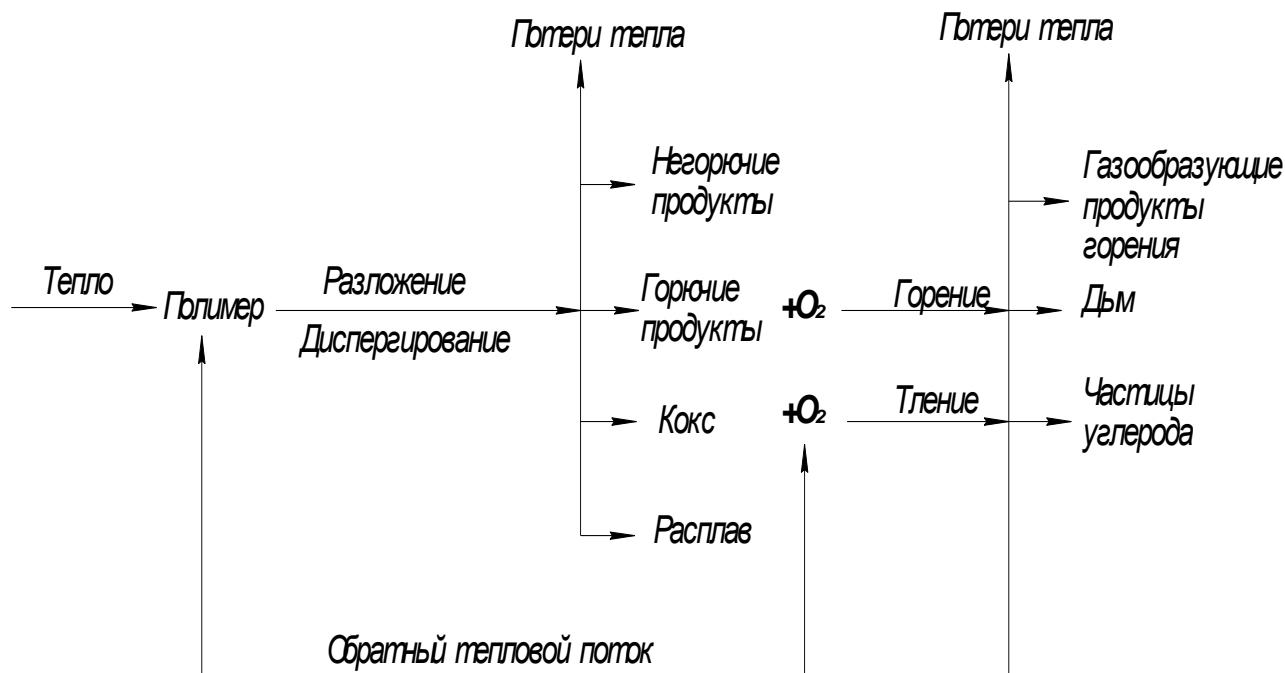 Потери тепла
Потери тепла
Негорючие
продукты
Газообразующие
продукты
горения
Тепло
Полимер
Разложение
Диспергирование
Горючие
продукты
+O₂
Горение
Дым
Кокс
+O₂
Тление
Частицы
углерода
Расплав
Обратный тепловой поток